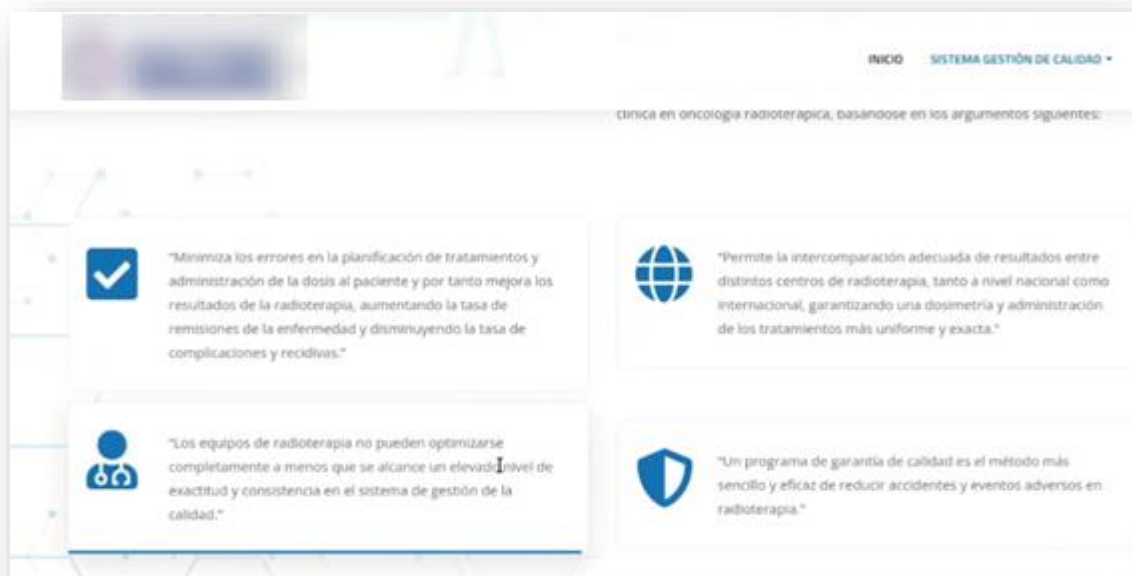 INICIO SISTEMA GESTIÓN DE CALIDAD
clínica en oncología radioterápica, basándose en los argumentos siguientes:
"Minimiza los errores en la planificación de tratamientos y
administración de la dosis al paciente y por tanto mejora los
resultados de la radioterapia, aumentando la tasa de
remisiones de la enfermedad y disminuyendo la tasa de
complicaciones y recidivas."
"Permite la intercomparación adecuada de resultados entre
distintos centros de radioterapia, tanto a nivel nacional como
internacional, garantizando una dosimetría y administración
de los tratamientos más uniforme y exacta."
"Los equipos de radioterapia no pueden optimizarse
completamente a menos que se alcance un elevado nivel de
exactitud y consistencia en el sistema de gestión de la
calidad."
"Un programa de garantía de calidad es el método más
sencillo y eficaz de reducir accidentes y eventos adversos en
radioterapia."